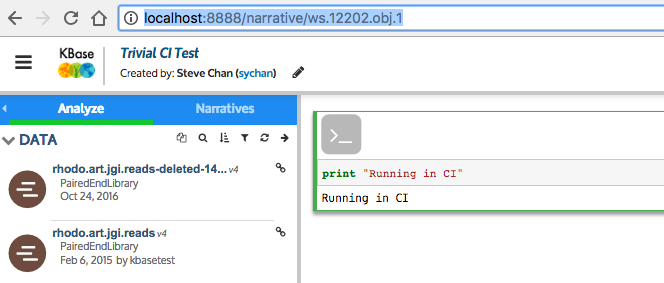 localhost:8888/narrative/ws.12202.obj.1
KBase
Trivial CI Test
Created by: Steve Chan (sychan)
Analyze
Narratives
DATA
rhodo.art.jgi.reads-deleted-14... v4
PairedEndLibrary
Oct 24, 2016
rhodo.art.jgi.reads v4
PairedEndLibrary
Feb 6, 2015 by kbasetest
>_
print "Running in CI"
Running in CI